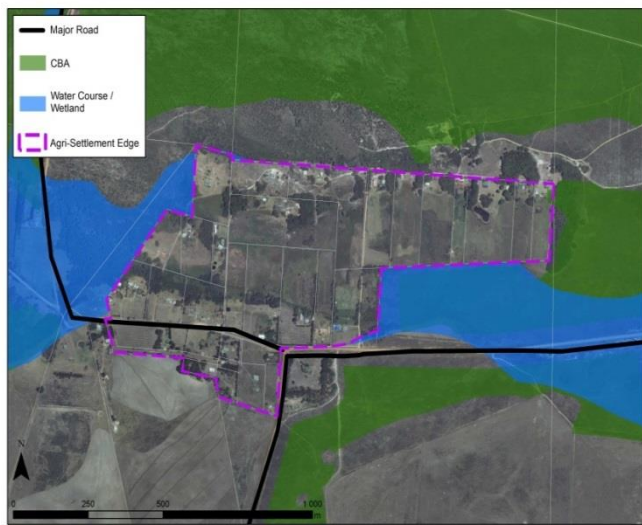 Major Road
CBA
Water Course /
Wetland
Agri-Settlement Edge
N
0 250 500 1 000
m